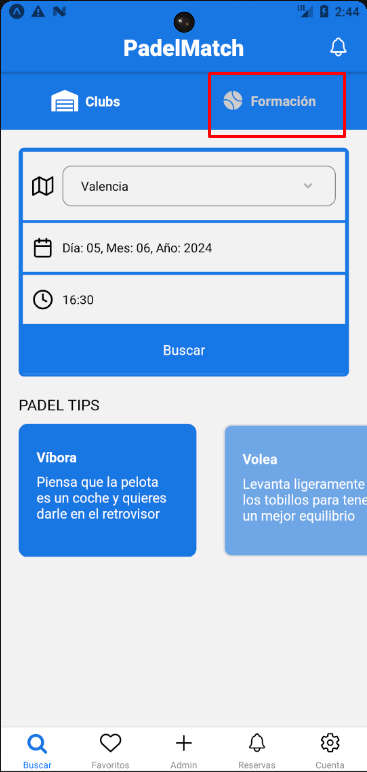 LTE 2:44
PadelMatch
Clubs
Formación
Valencia
Día: 05, Mes: 06, Año: 2024
16:30
Buscar
PADEL TIPS
Víbora
Piensa que la pelota
es un coche y quieres
darle en el retrovisor
Volea
Levanta ligeramente
los tobillos para tene
un mejor equilibrio
Buscar
Favoritos
Admin
Reservas
Cuenta